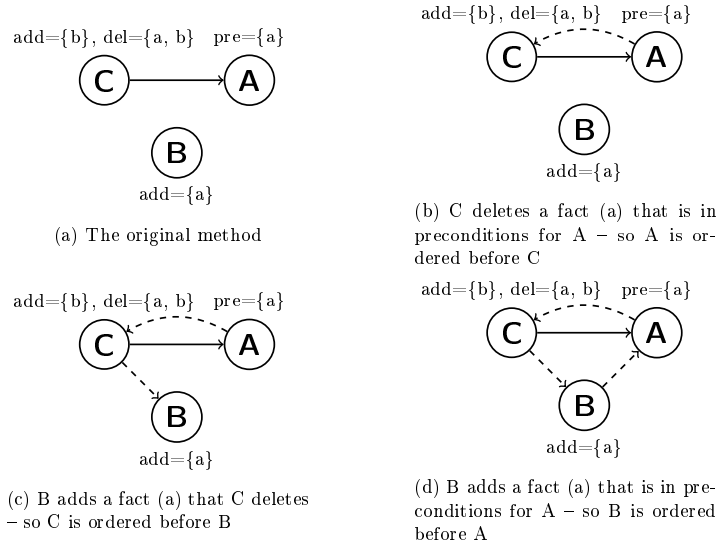 add={b}, del={a, b} pre={a}
C
A
B
add={a}
(a) The original method
add={b}, del={a, b} pre={a}
C
A
B
add={a}
(b) C deletes a fact (a) that is in
preconditions for A – so A is or-
dered before C
add={b}, del={a, b} pre={a}
C
A
B
add={a}
(c) B adds a fact (a) that C deletes
– so C is ordered before B
add={b}, del={a, b} pre={a}
C
A
B
add={a}
(d) B adds a fact (a) that is in pre-
conditions for A – so B is ordered
before A